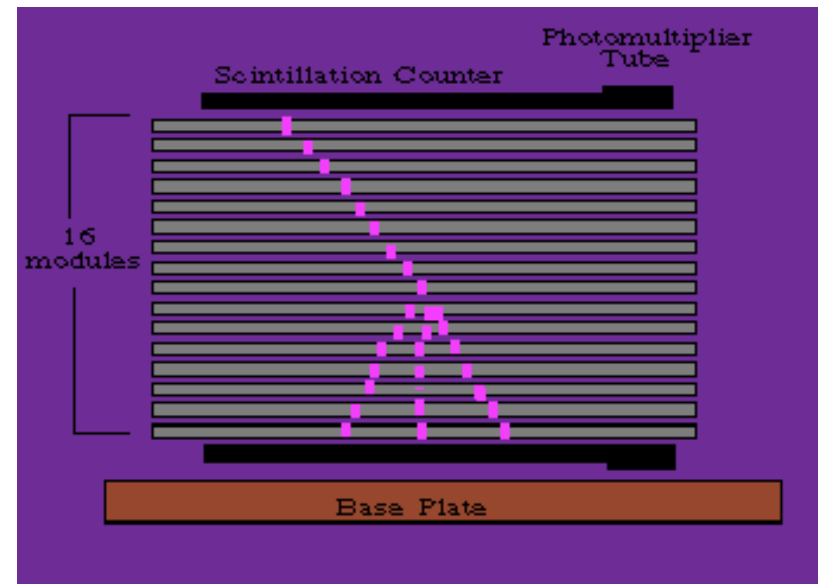 Photomultiplier
Tube
Scintillation Counter
16
modules
Base Plate